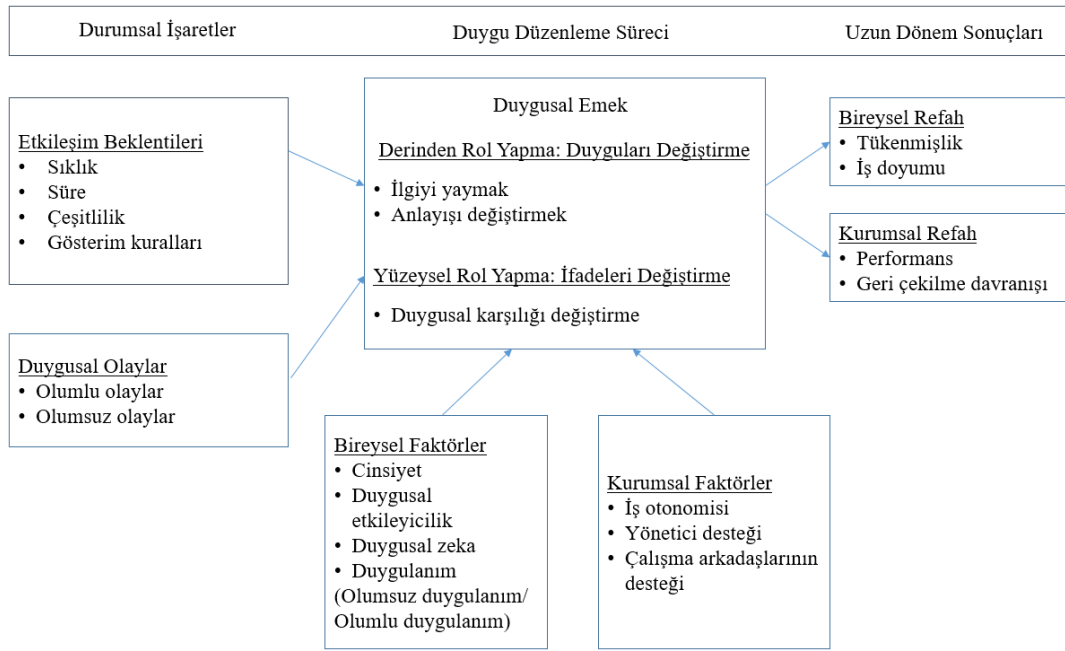 Durumsal İşaretler
Duygu Düzenleme Süreci
Uzun Dönem Sonuçları
Etkileşim Beklentileri
• Sıklık
• Süre
• Çeşitlilik
• Gösterim kuralları
Duygusal Olaylar
• Olumlu olaylar
• Olumsuz olaylar
Duygusal Emek
Derinden Rol Yapma: Duyguları Değiştirme
• İlgiyi yaymak
• Anlayışı değiştirmek
Yüzeysel Rol Yapma: İfadeleri Değiştirme
• Duygusal karşılığı değiştirme
Bireysel Refah
• Tükenmişlik
• İş doyumu
Kurumsal Refah
• Performans
• Geri çekilme davranışı
Bireysel Faktörler
• Cinsiyet
• Duygusal
etkileyicilik
• Duygusal zeka
• Duygulanım
(Olumsuz duygulanım/
Olumlu duygulanım)
Kurumsal Faktörler
• İş otonomisi
• Yönetici desteği
• Çalışma arkadaşlarının
desteği